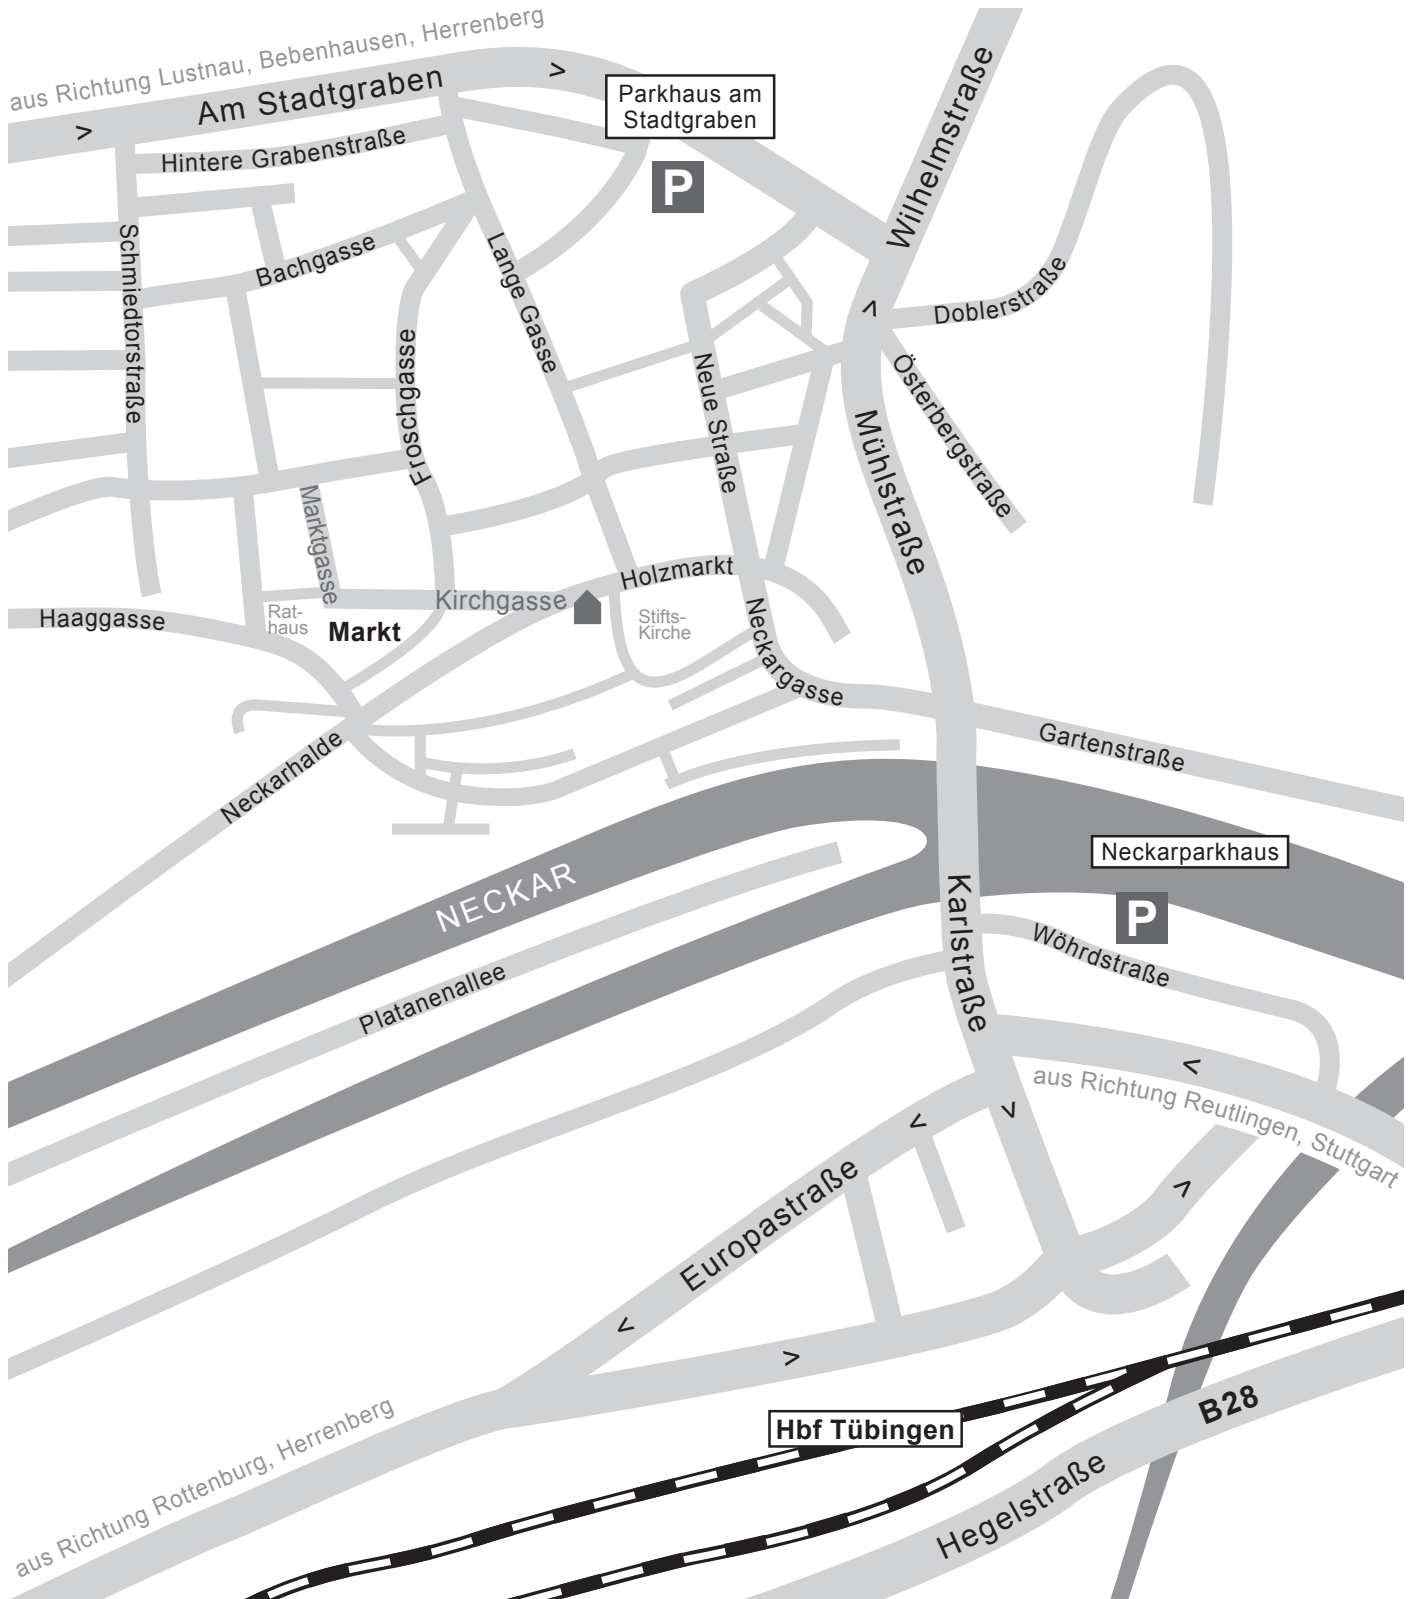 aus Richtung Lustnau, Bebenhausen, Herrenberg
>
Am Stadtgraben
>
Parkhaus am
Stadtgraben
P
Wilhelmstraße
Hintere Grabenstraße
Schmiedtorstraße
Bachgasse
Lange Gasse
Froschgasse
Neue Straße
Doblerstraße
>
Österbergstraße
Mühlstraße
Marktgasse
Haaggasse
Rat-
haus
Markt
Kirchgasse
Holzmarkt
Stifts-
Kirche
Neckargasse
Gartenstraße
Neckarhalde
NECKAR
Neckarparkhaus
P
Platanenallee
Karlstraße
Wöhrdstraße
<
aus Richtung Reutlingen, Stuttgart
<
>
>
Europastraße
<
>
Hbf Tübingen
B28
Hegelstraße
aus Richtung Rottenburg, Herrenberg